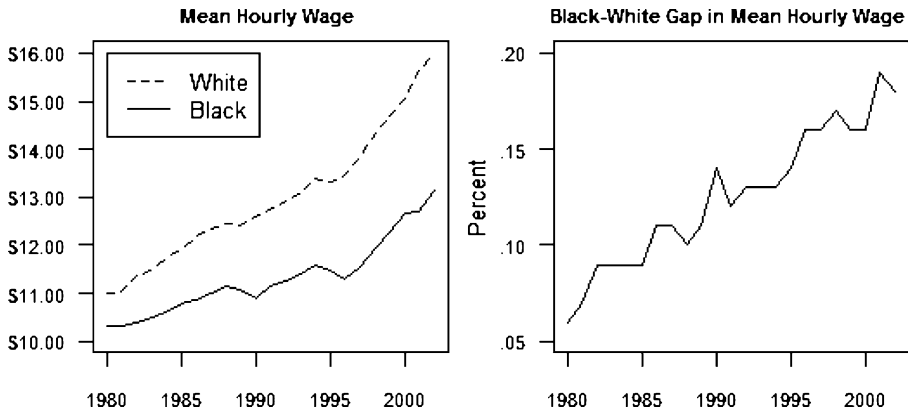 Mean Hourly Wage
$16.00
$15.00
$14.00
$13.00
$12.00
$11.00
$10.00
White
Black
1980 1985 1990 1995 2000
Black-White Gap in Mean Hourly Wage
Percent
.20
.15
.10
.05
1980 1985 1990 1995 2000